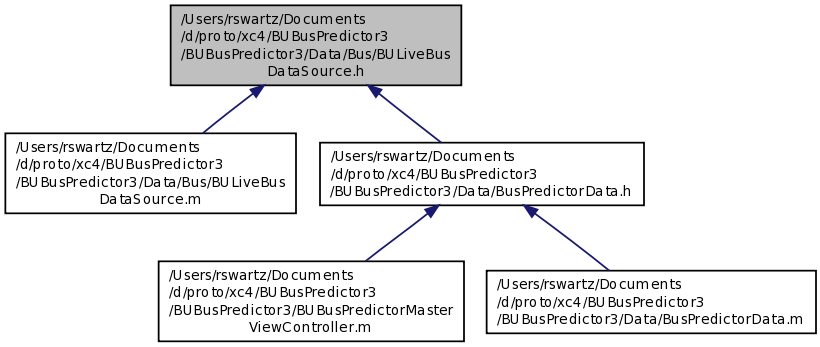 /Users/rswartz/Documents
/d/proto/xc4/BUBusPredictor3
/BUBusPredictor3/Data/Bus/BULiveBus
DataSource.h
/Users/rswartz/Documents
/d/proto/xc4/BUBusPredictor3
/BUBusPredictor3/Data/Bus/BULiveBus
DataSource.m
/Users/rswartz/Documents
/d/proto/xc4/BUBusPredictor3
/BUBusPredictor3/Data/BusPredictorData.h
/Users/rswartz/Documents
/d/proto/xc4/BUBusPredictor3
/BUBusPredictor3/BUBusPredictorMaster
ViewController.m
/Users/rswartz/Documents
/d/proto/xc4/BUBusPredictor3
/BUBusPredictor3/Data/BusPredictorData.m